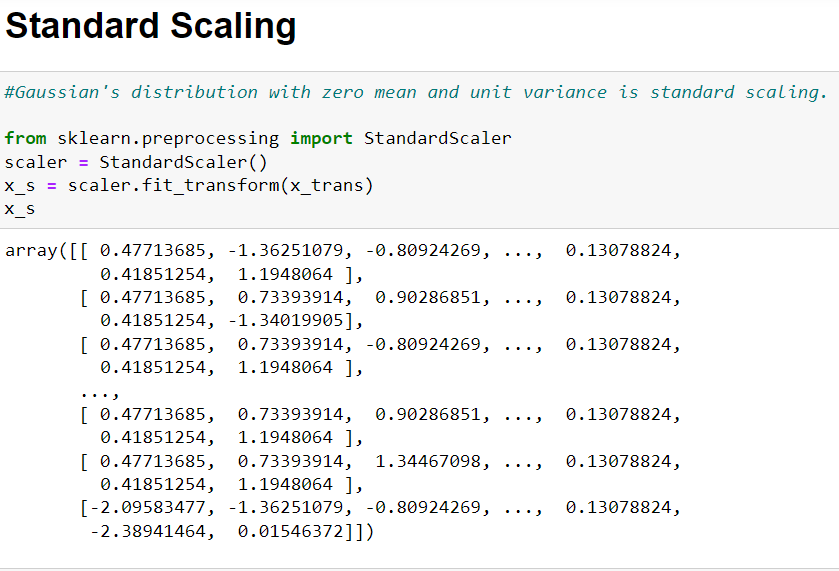 Standard Scaling
#Gaussian's distribution with zero mean and unit variance is standard scaling.
from sklearn.preprocessing import StandardScaler
scaler = StandardScaler()
x_s = scaler.fit_transform(x_trans)
x_s
array([[ 0.47713685, -1.36251079, -0.80924269, ...,  0.13078824,
         0.41851254,  1.1948064 ],
       [ 0.47713685,  0.73393914,  0.90286851, ...,  0.13078824,
         0.41851254, -1.34019905],
       [ 0.47713685,  0.73393914, -0.80924269, ...,  0.13078824,
         0.41851254,  1.1948064 ],
       ...,
       [ 0.47713685,  0.73393914,  0.90286851, ...,  0.13078824,
         0.41851254,  1.1948064 ],
       [ 0.47713685,  0.73393914,  1.34467098, ...,  0.13078824,
         0.41851254,  1.1948064 ],
       [-2.09583477, -1.36251079, -0.80924269, ...,  0.13078824,
        -2.38941464,  0.01546372]])